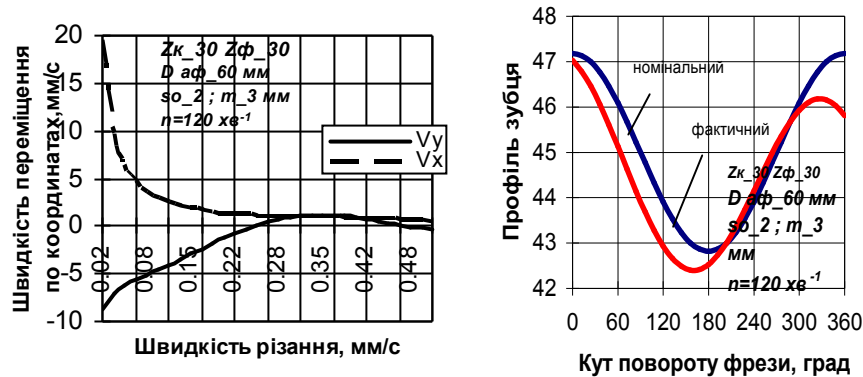 Швидкість переміщення
по координатах,мм/с
20
15
10
5
0
-5
-10
Zк_30 Zф_30
D аф_60 мм
so_2 ; m_3 мм
n=120 хв-1
Vy
Vx
0.02
0.08
0.15
0.22
0.28
0.35
0.42
0.48
Швидкість різання, мм/с
Профіль зубця
48
47
46
45
44
43
42
номінальний
фактичний
Zк_30 Zф_30
D аф_60 мм
so_2 ; m_3
мм
n=120 хв-1
0 60 120 180 240 300 360
Кут повороту фрези, град